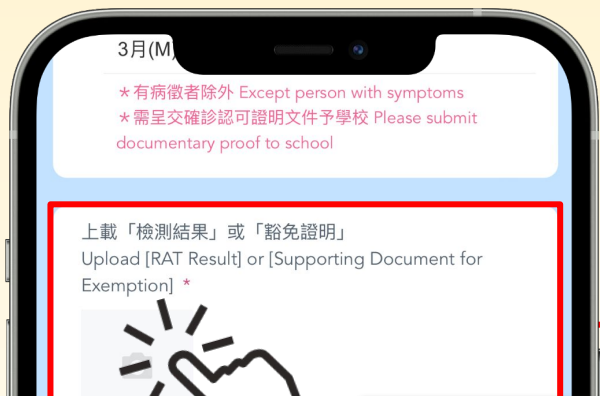 3月(M)
＊有病徵者除外 Except person with symptoms
＊需呈交確診認可證明文件予學校 Please submit
documentary proof to school
上載「檢測結果」或「豁免證明」
Upload [RAT Result] or [Supporting Document for
Exemption] *